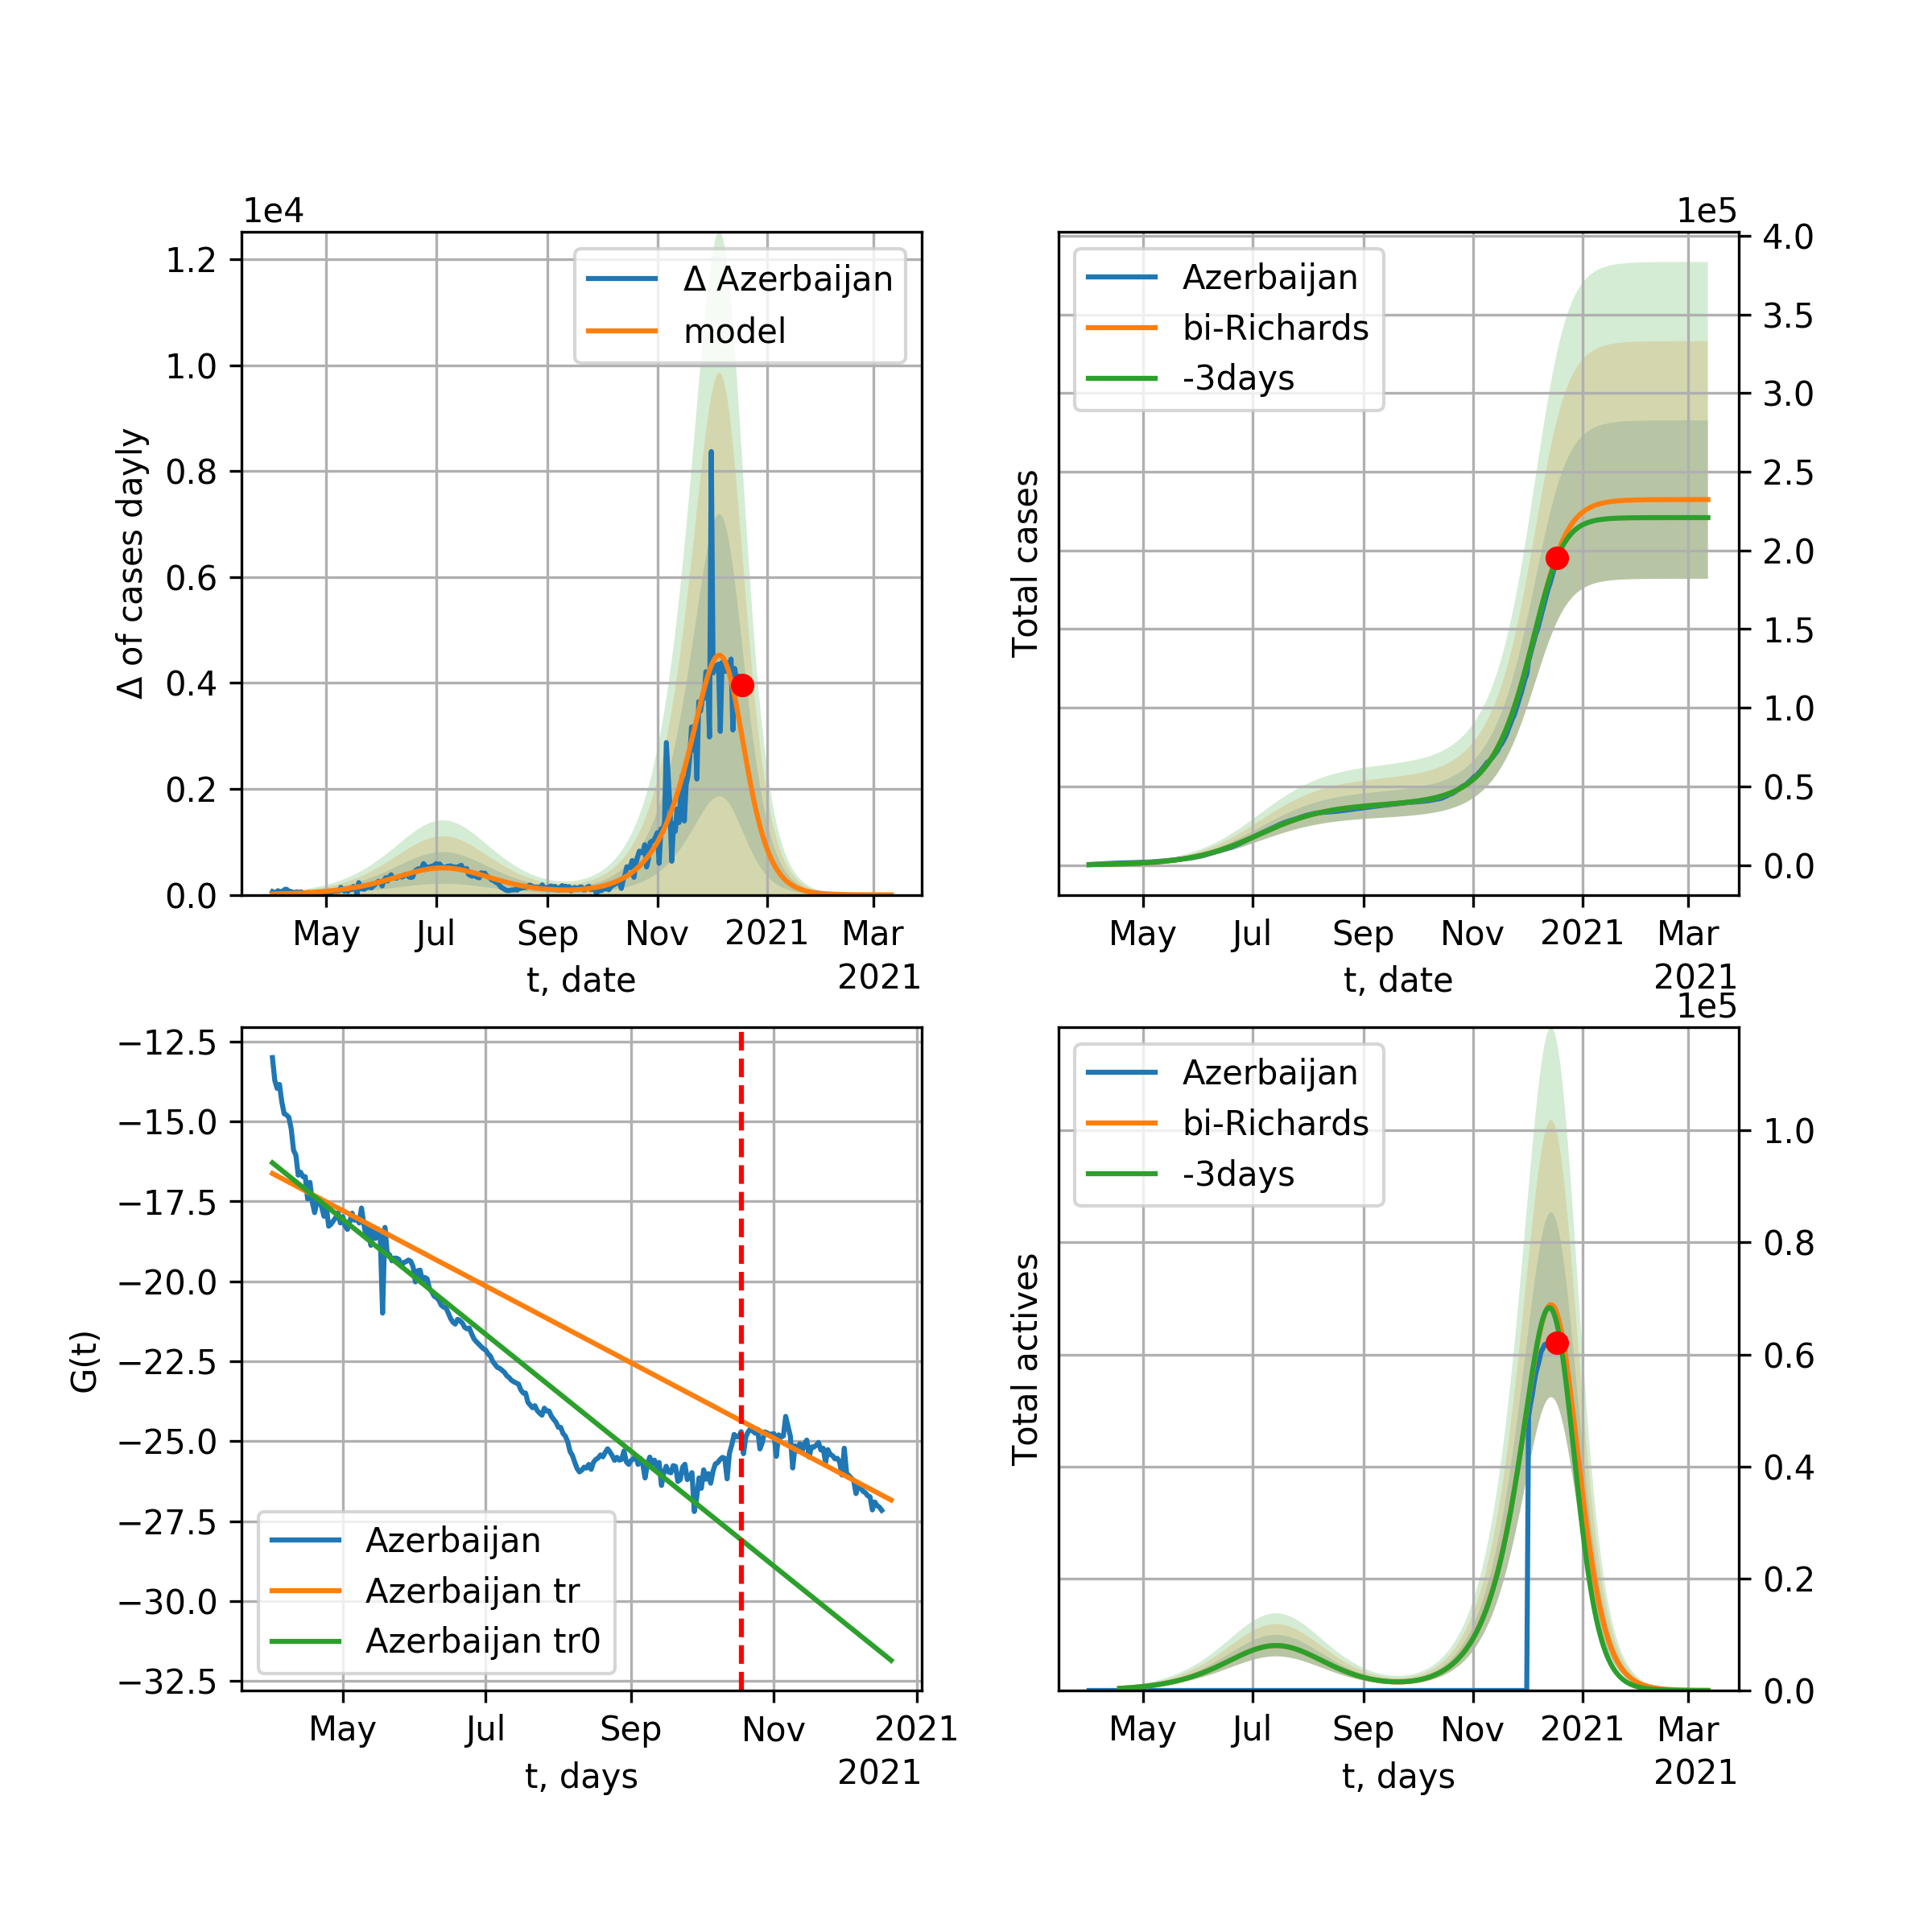 1e4
Δ of cases dayly
1.2
1.0
0.8
0.6
0.4
0.2
0.0
Δ Azerbaijan
model
May Jul Sep Nov 2021 Mar
2021
t, date
1e5
Total cases
Azerbaijan
bi-Richards
-3days
4.0
3.5
3.0
2.5
2.0
1.5
1.0
0.5
0.0
May Jul Sep Nov 2021 Mar
2021
t, date
G(t)
−12.5
−15.0
−17.5
−20.0
−22.5
−25.0
−27.5
−30.0
−32.5
Azerbaijan
Azerbaijan tr
Azerbaijan tr0
May Jul Sep Nov 2021
2021
t, days
1e5
Total actives
Azerbaijan
bi-Richards
-3days
1.0
0.8
0.6
0.4
0.2
0.0
May Jul Sep Nov 2021 Mar
2021
t, days